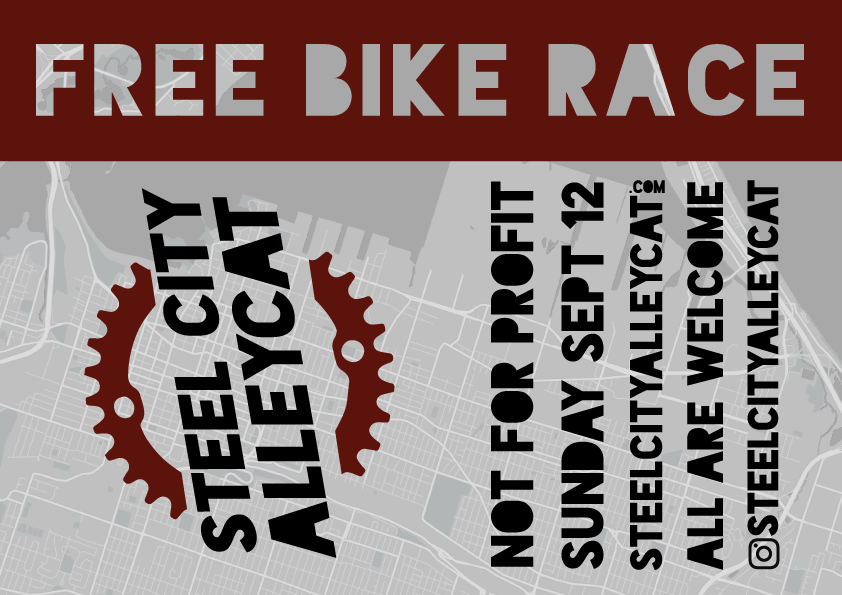 FREE BIKE RACE
STEEL CITY
ALLEYCAT
NOT FOR PROFIT
SUNDAY SEPT 12
STEELCITYALLEYCAT.COM
ALL ARE WELCOME
STEELCITYALLEYCAT